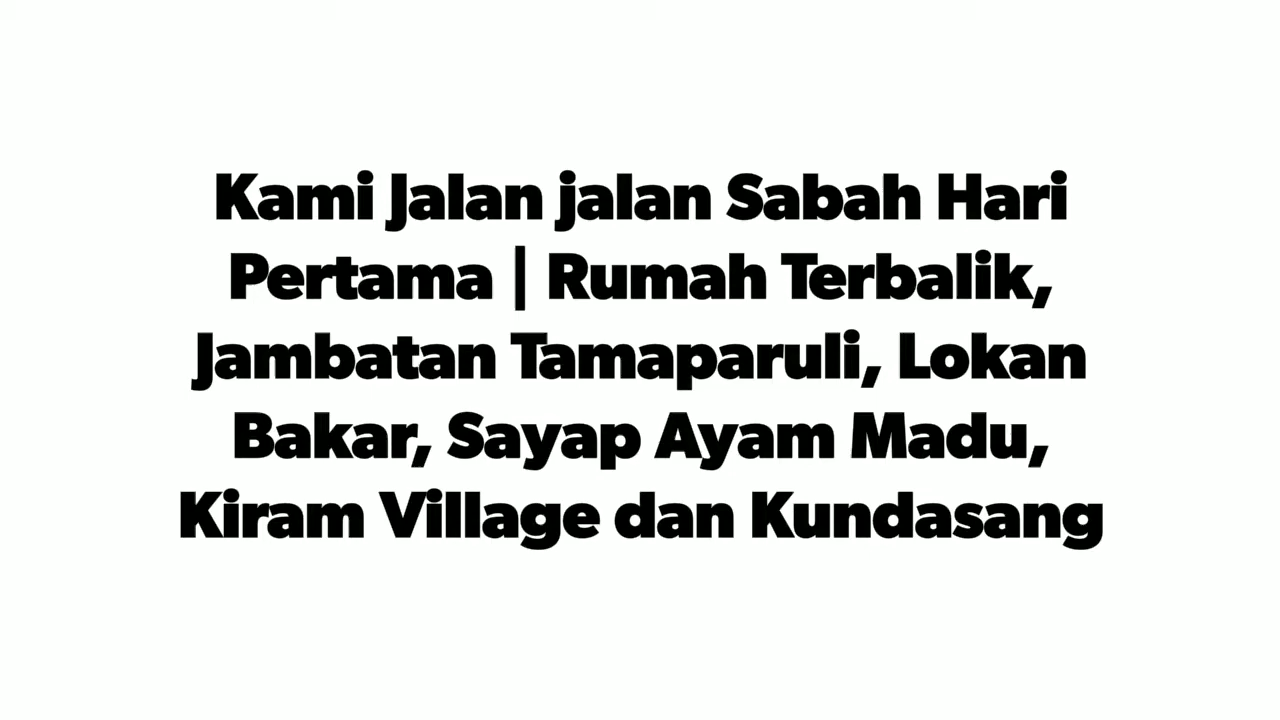 Kami Jalan jalan Sabah Hari
Pertama | Rumah Terbalik,
Jambatan Tamaparuli, Lokan
Bakar, Sayap Ayam Madu,
Kiram Village dan Kundasang